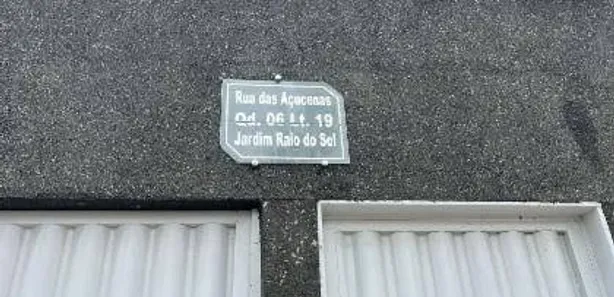 Rua das Açucenas
Qd. 06 Lt. 19
Jardim Raio do Sol